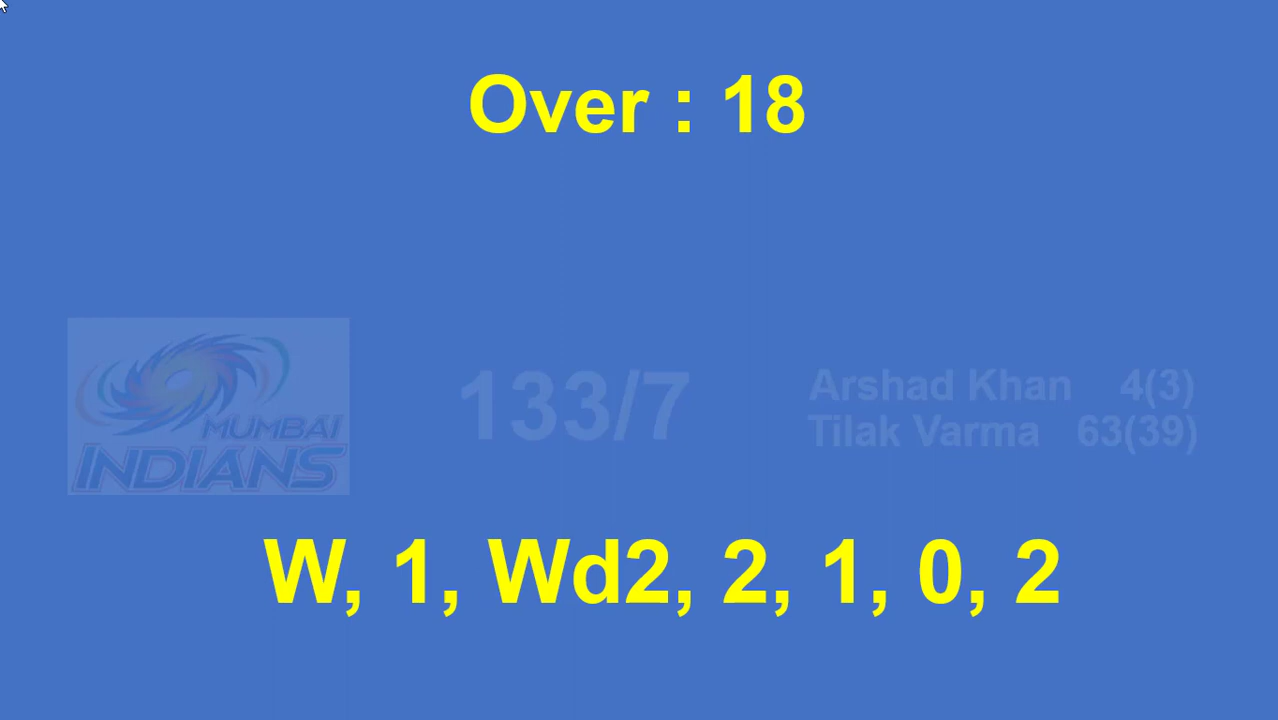 Over : 18
MUMBAI
INDIANS
133/7
Arshad Khan 4(3)
Tilak Varma 63(39)
W, 1, Wd2, 2, 1, 0, 2